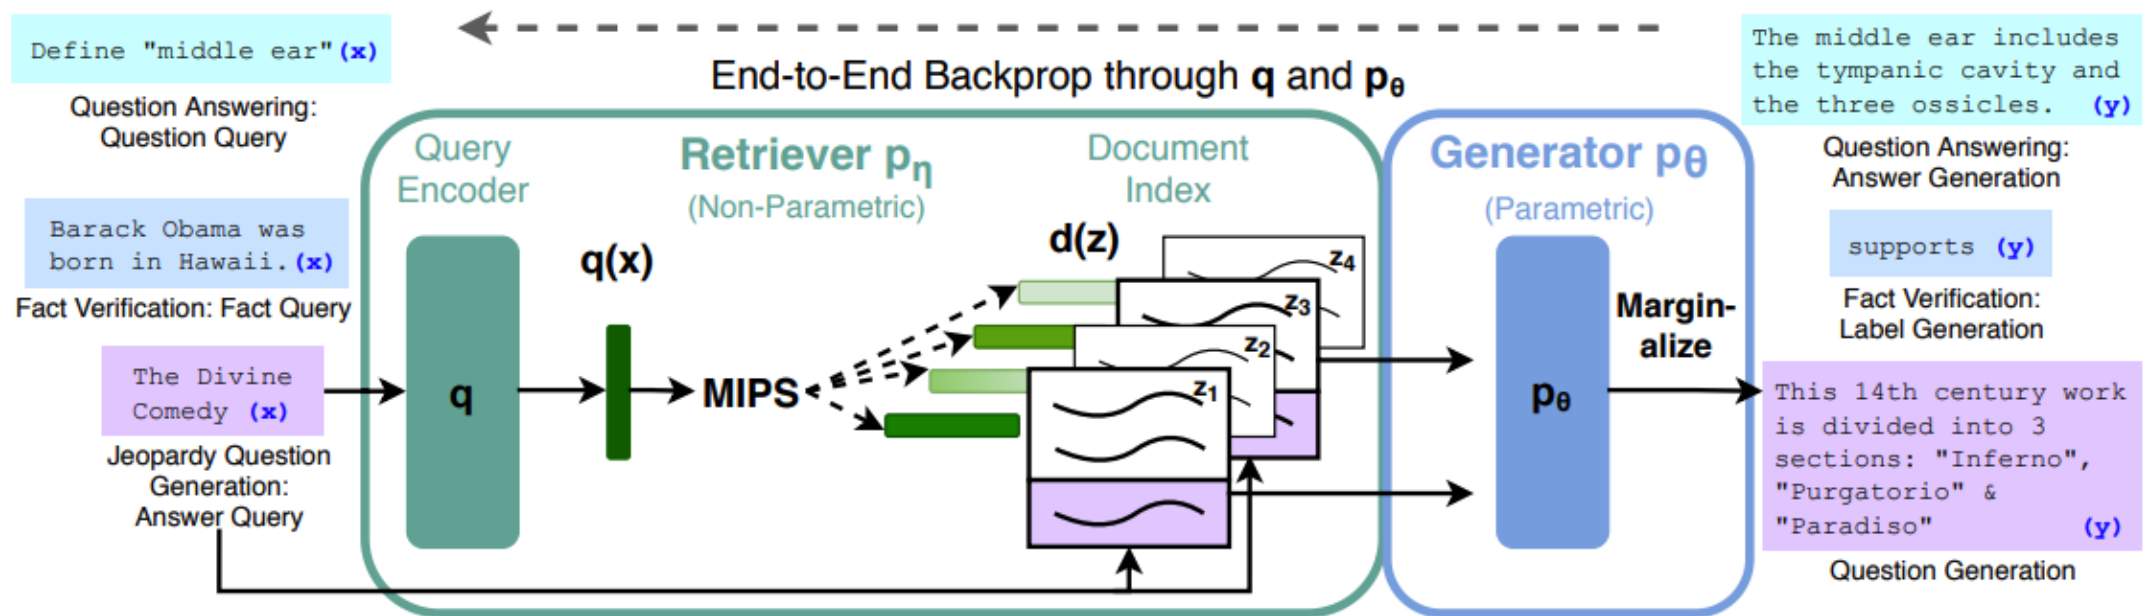 Define "middle ear"(x)
Question Answering:
Question Query
Barack Obama was
born in Hawaii.(x)
Fact Verification: Fact Query
The Divine
Comedy (x)
Jeopardy Question
Generation:
Answer Query
End-to-End Backprop through q and pθ
Query
Encoder
Retriever pη
(Non-Parametric)
Document
Index
q
q(x)
MIPS
d(z)
z4
z3
z2
z1
Generator pθ
(Parametric)
pθ
Margin-
alize
The middle ear includes
the tympanic cavity and
the three ossicles. (y)
Question Answering:
Answer Generation
supports (y)
Fact Verification:
Label Generation
This 14th century work
is divided into 3
sections: "Inferno",
"Purgatorio" &
"Paradiso" (y)
Question Generation